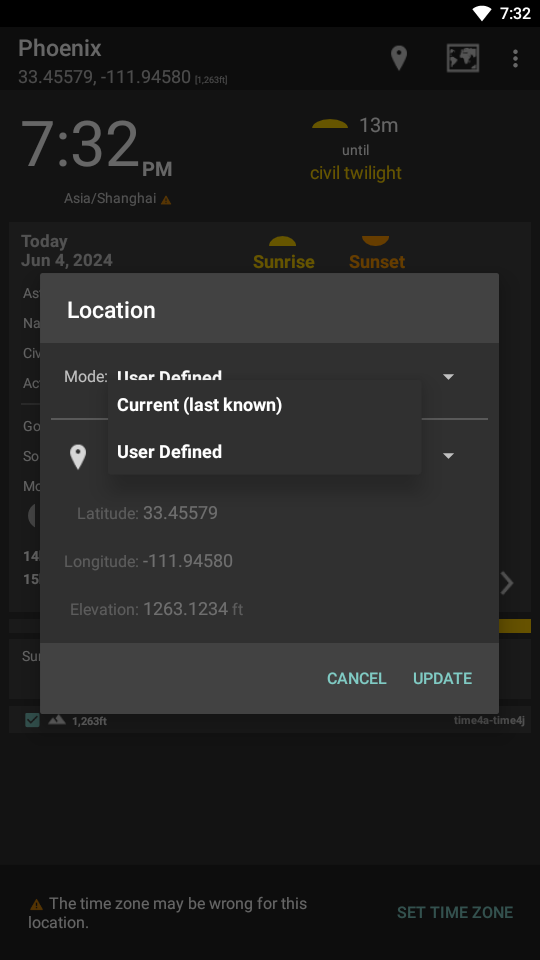 7:32
Phoenix
33.45579, -111.94580 [1,263ft]
7:32 PM
13m
until
civil twilight
Asia/Shanghai
Today
Jun 4, 2024
Sunrise
Sunset
Location
Mode: User Defined
Current (last known)
User Defined
Latitude: 33.45579
Longitude: -111.94580
Elevation: 1263.1234 ft
CANCEL
UPDATE
1,263ft
time4a-time4j
The time zone may be wrong for this
location.
SET TIME ZONE